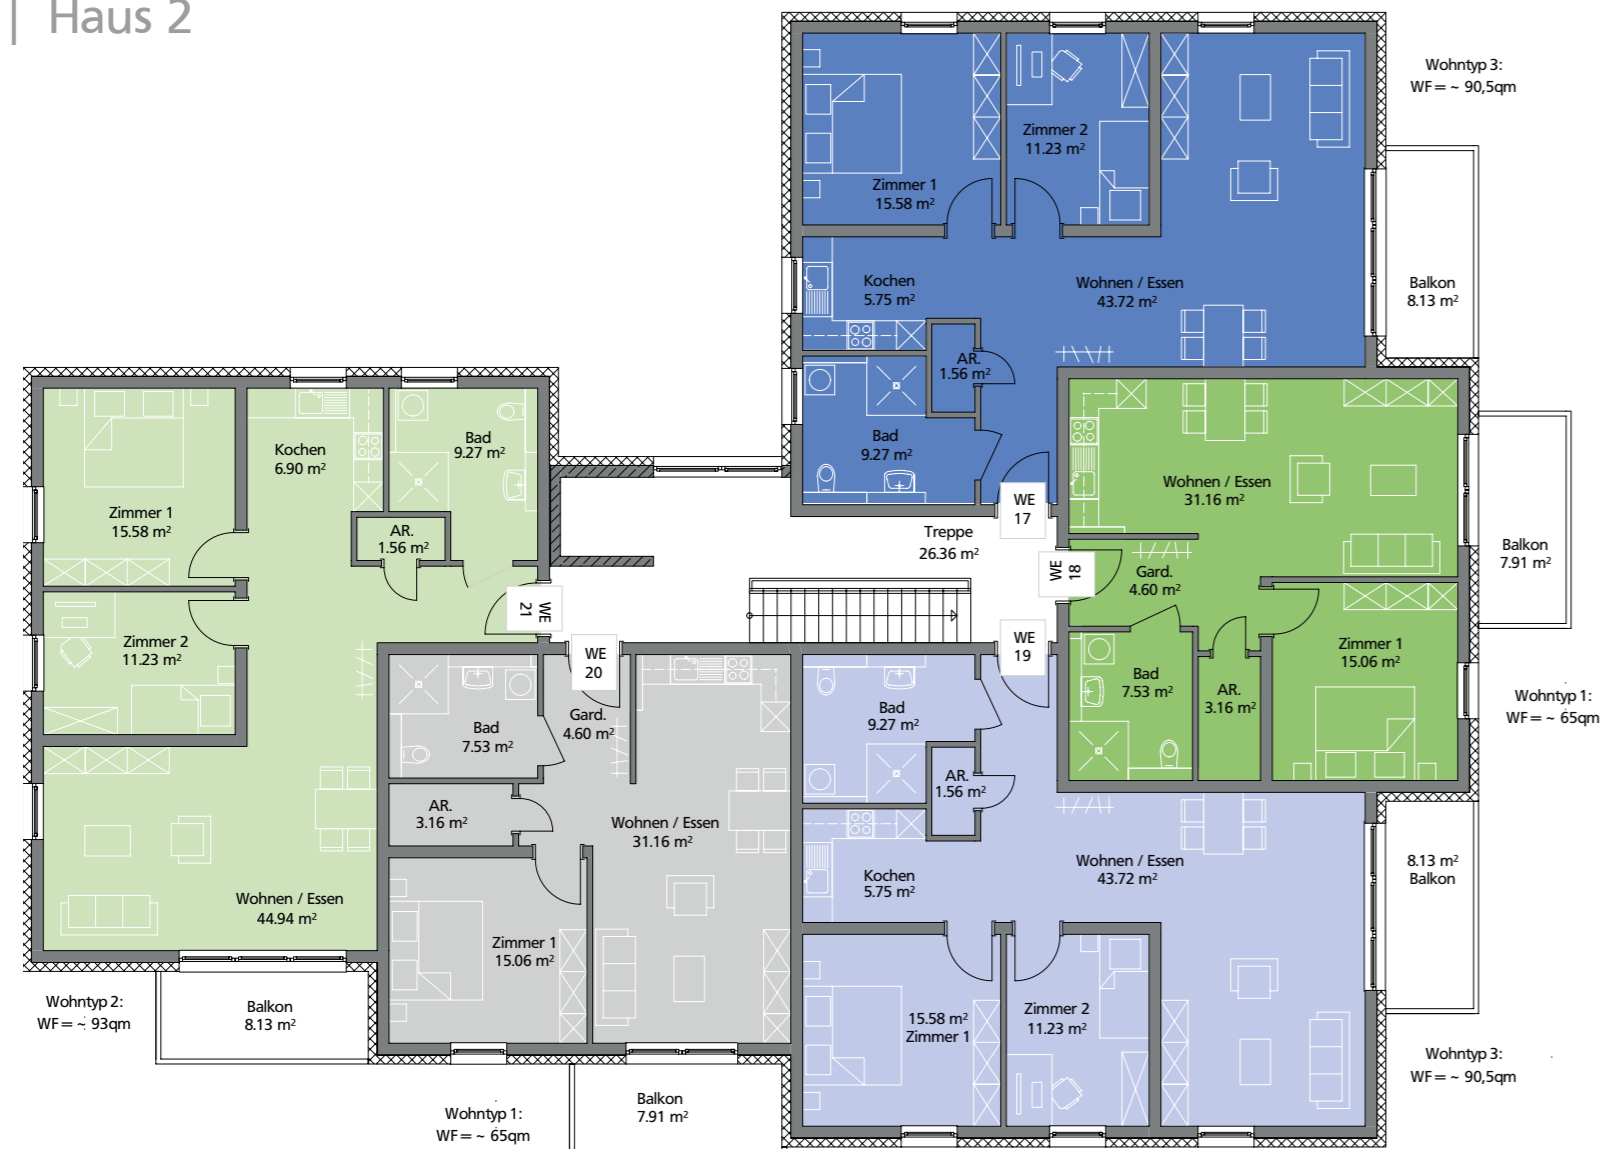 | Haus 2
Wohntyp 3:
WF = ~ 90,5qm
Zimmer 1
15.58 m²
Zimmer 2
11.23 m²
Kochen
5.75 m²
Wohnen / Essen
43.72 m²
Balkon
8.13 m²
AR.
1.56 m²
Bad
9.27 m²
WE
17
Treppe
26.36 m²
Wohnen / Essen
31.16 m²
Balkon
7.91 m²
WE
18
Gard.
4.60 m²
Zimmer 1
15.06 m²
Bad
7.53 m²
AR.
3.16 m²
Wohntyp 1:
WF = ~ 65qm
Kochen
6.90 m²
Bad
9.27 m²
Zimmer 1
15.58 m²
AR.
1.56 m²
WE
21
Zimmer 2
11.23 m²
Wohnen / Essen
44.94 m²
Wohntyp 2:
WF = ~ 93qm
Balkon
8.13 m²
WE
20
Gard.
4.60 m²
Bad
7.53 m²
AR.
3.16 m²
Wohnen / Essen
31.16 m²
Zimmer 1
15.06 m²
Wohntyp 1:
WF = ~ 65qm
Balkon
7.91 m²
WE
19
Bad
9.27 m²
AR.
1.56 m²
Kochen
5.75 m²
Wohnen / Essen
43.72 m²
8.13 m²
Balkon
15.58 m²
Zimmer 1
Zimmer 2
11.23 m²
Wohntyp 3:
WF = ~ 90,5qm